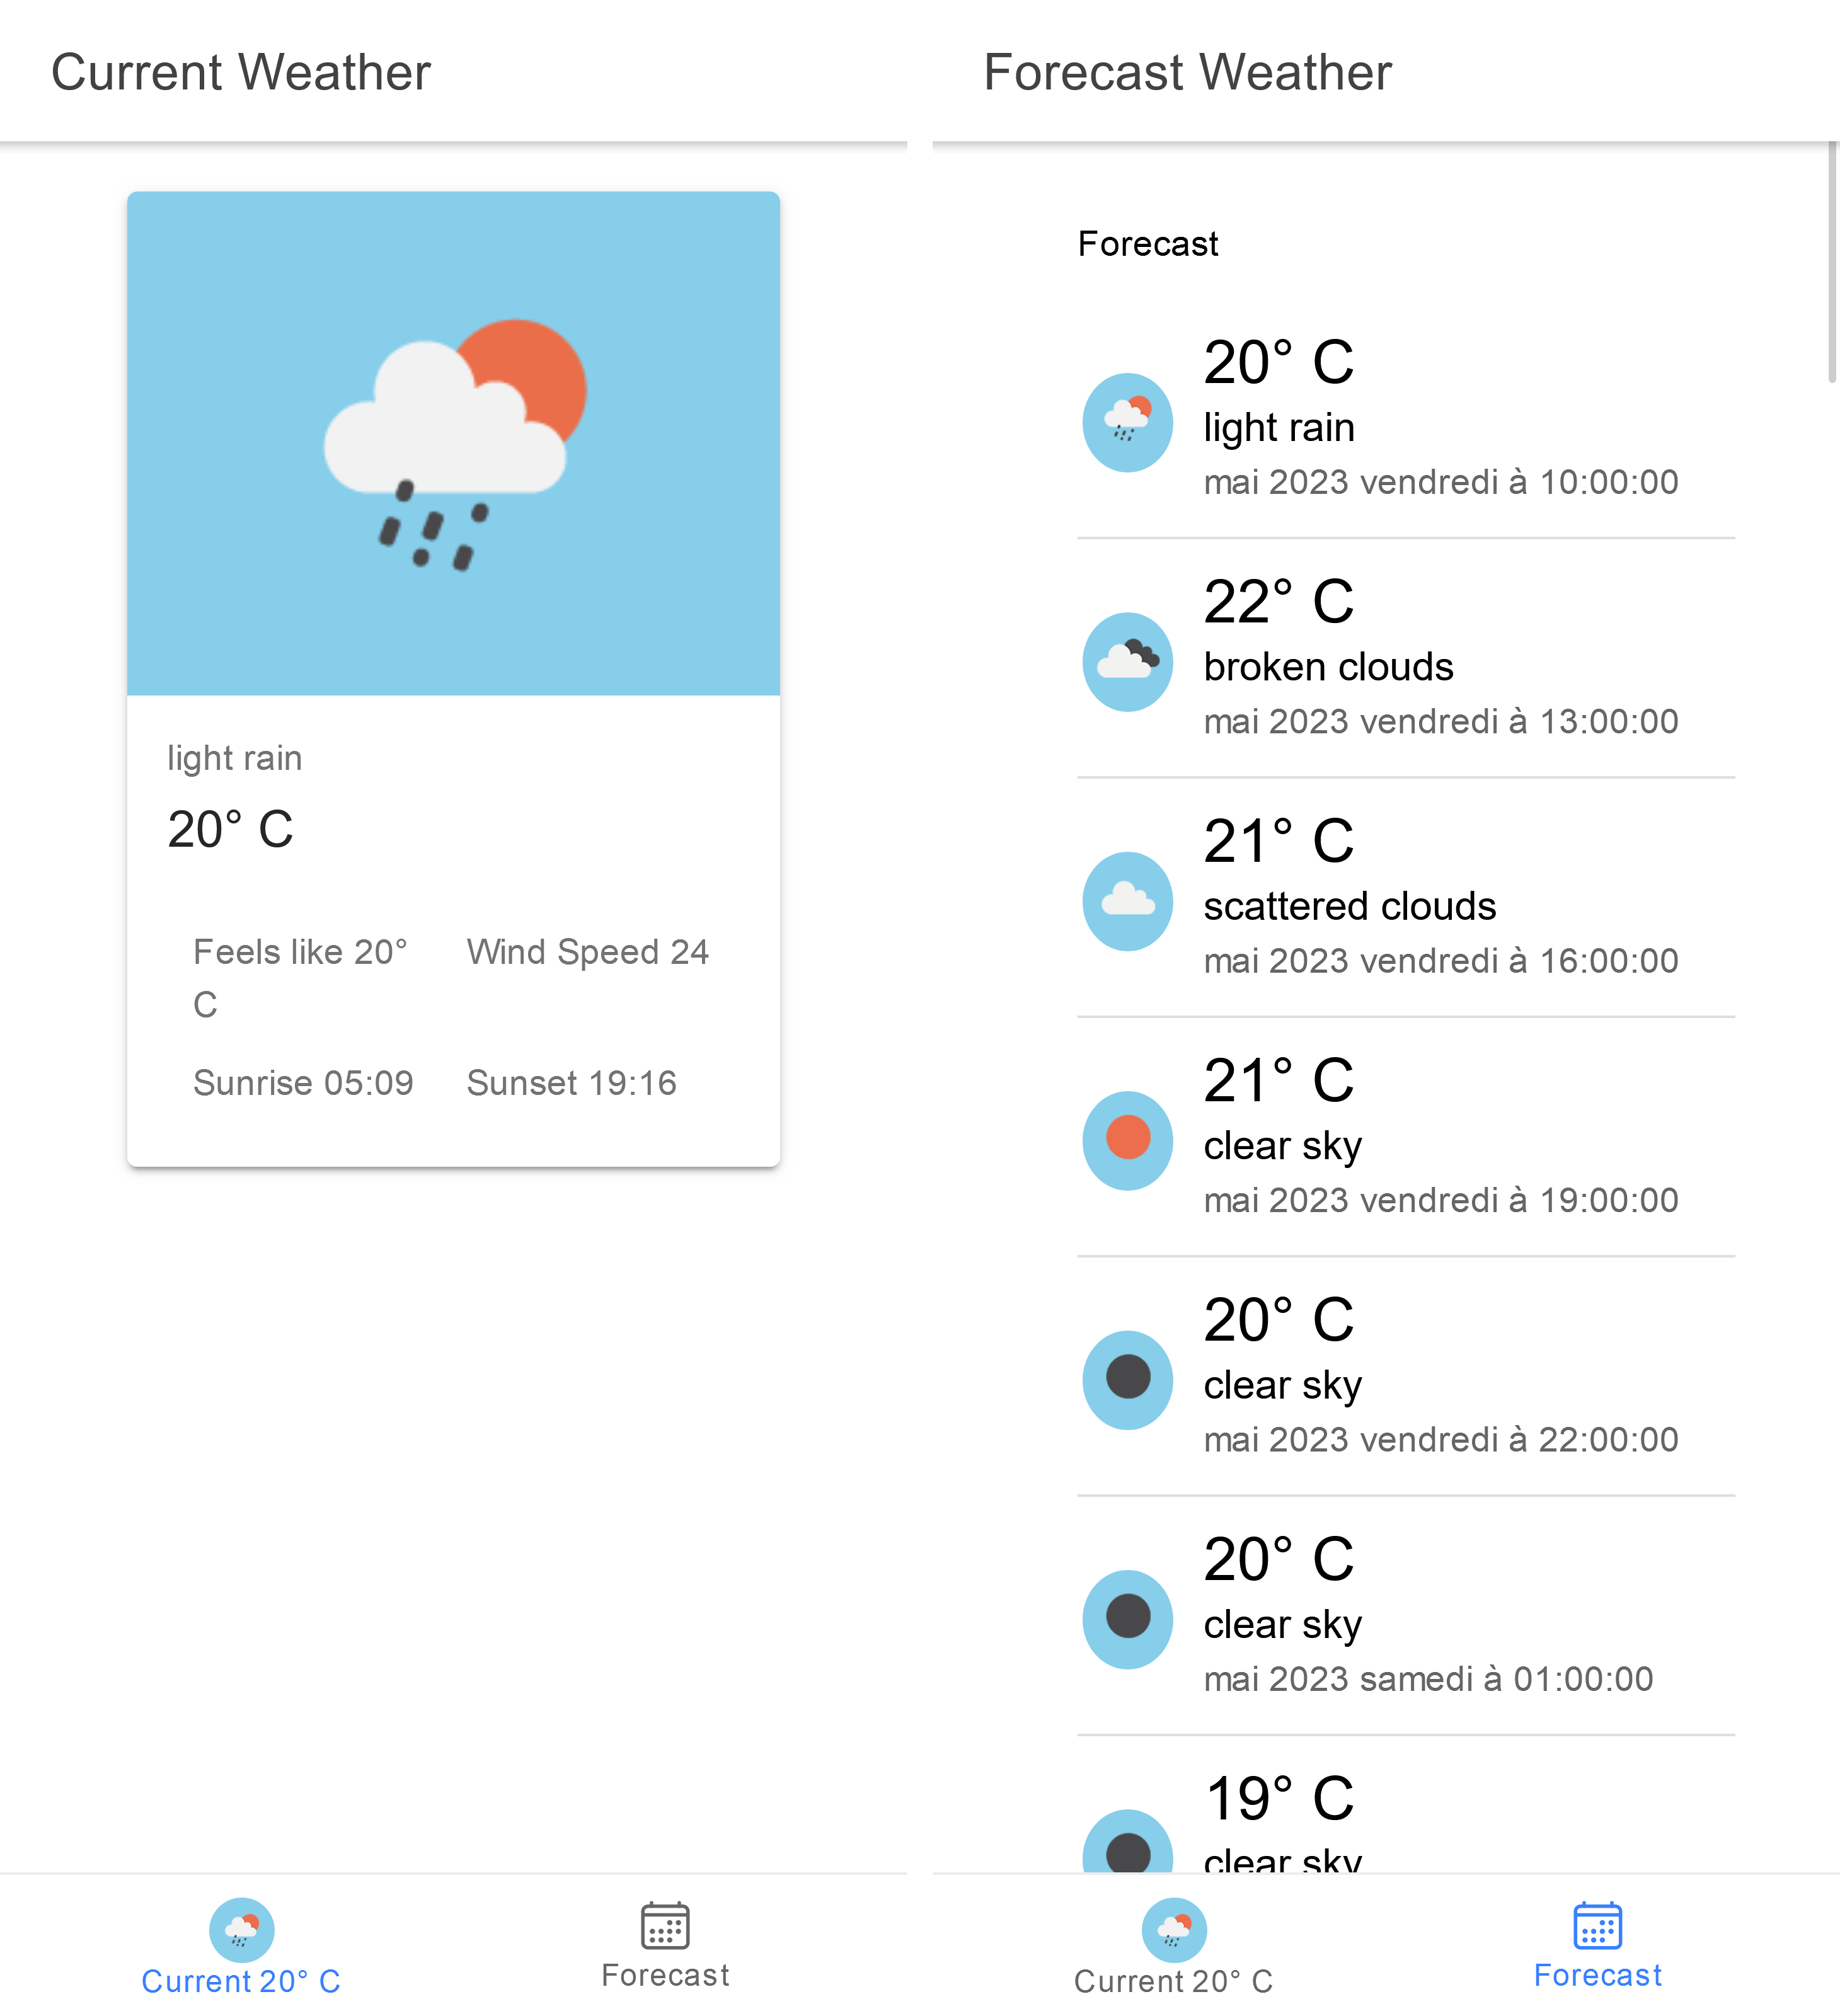 Current Weather
light rain
20° C
Feels like 20°
C
Wind Speed 24
Sunrise 05:09
Sunset 19:16
Current 20° C
Forecast
Forecast Weather
Forecast
20° C
light rain
mai 2023 vendredi à 10:00:00
22° C
broken clouds
mai 2023 vendredi à 13:00:00
21° C
scattered clouds
mai 2023 vendredi à 16:00:00
21° C
clear sky
mai 2023 vendredi à 19:00:00
20° C
clear sky
mai 2023 vendredi à 22:00:00
20° C
clear sky
mai 2023 samedi à 01:00:00
19° C
clear sky
Current 20° C
Forecast